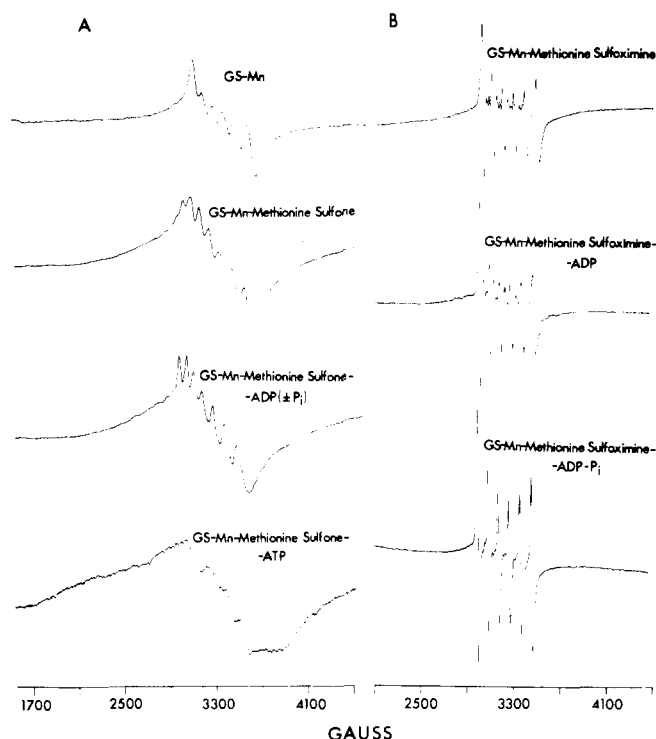 A
B
GS-Mn
GS-Mn-Methionine Sulfoximine
GS-Mn-Methionine Sulfone
GS-Mn-Methionine Sulfoximine-
-ADP
GS-Mn-Methionine Sulfone-
-ADP(±Pi)
GS-Mn-Methionine Sulfoximine-
-ADP-Pi
GS-Mn-Methionine Sulfone-
-ATP
1700 2500 3300 4100 2500 3300 4100
GAUSS